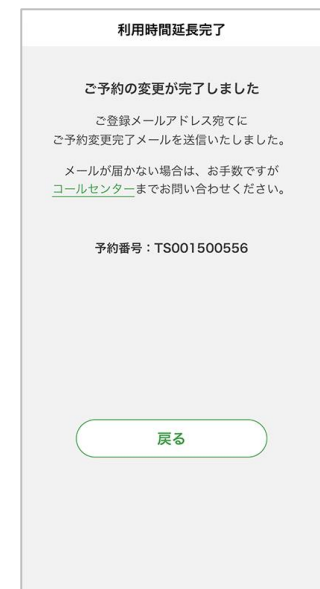 利用時間延長完了
ご予約の変更が完了しました
ご登録メールアドレス宛てに
ご予約変更完了メールを送信いたしました。
メールが届かない場合は、お手数ですが
コールセンターまでお問い合わせください。
予約番号：TS001500556
戻る